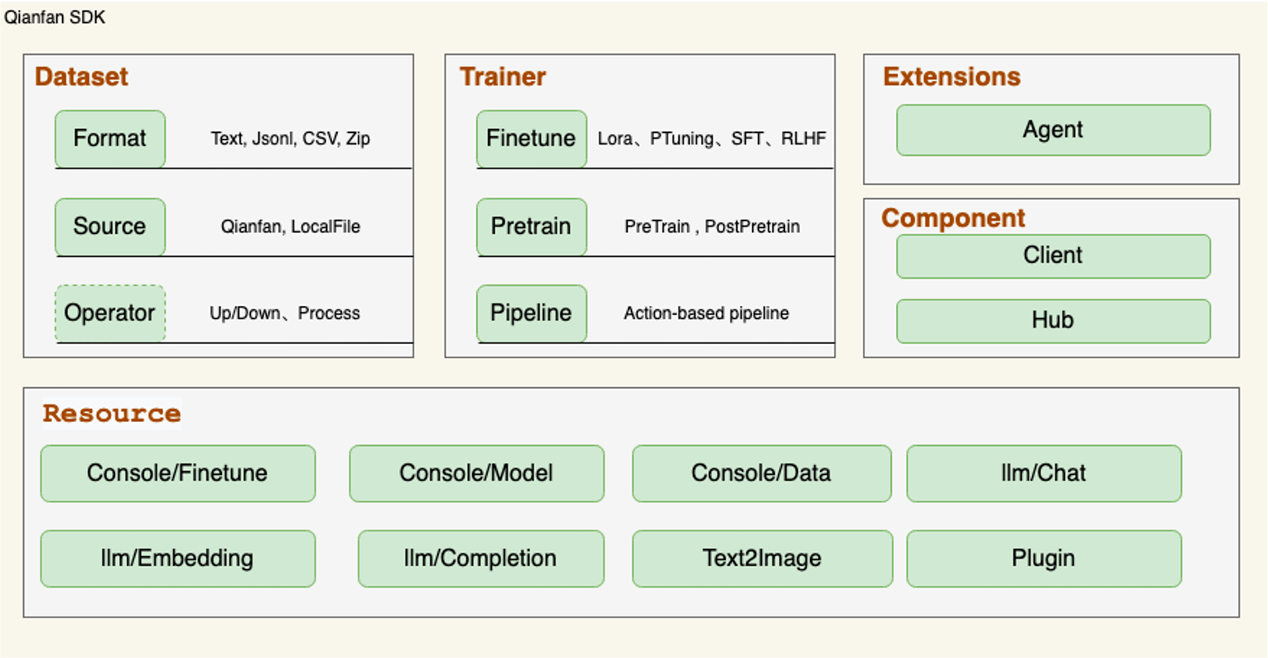 Qianfan SDK
Dataset
Format
Text, Jsonl, CSV, Zip
Source
Qianfan, LocalFile
Operator
Up/Down、Process
Trainer
Finetune
Lora、PTuning、SFT、RLHF
Pretrain
PreTrain , PostPretrain
Pipeline
Action-based pipeline
Extensions
Agent
Component
Client
Hub
Resource
Console/Finetune
Console/Model
Console/Data
llm/Chat
llm/Embedding
llm/Completion
Text2Image
Plugin